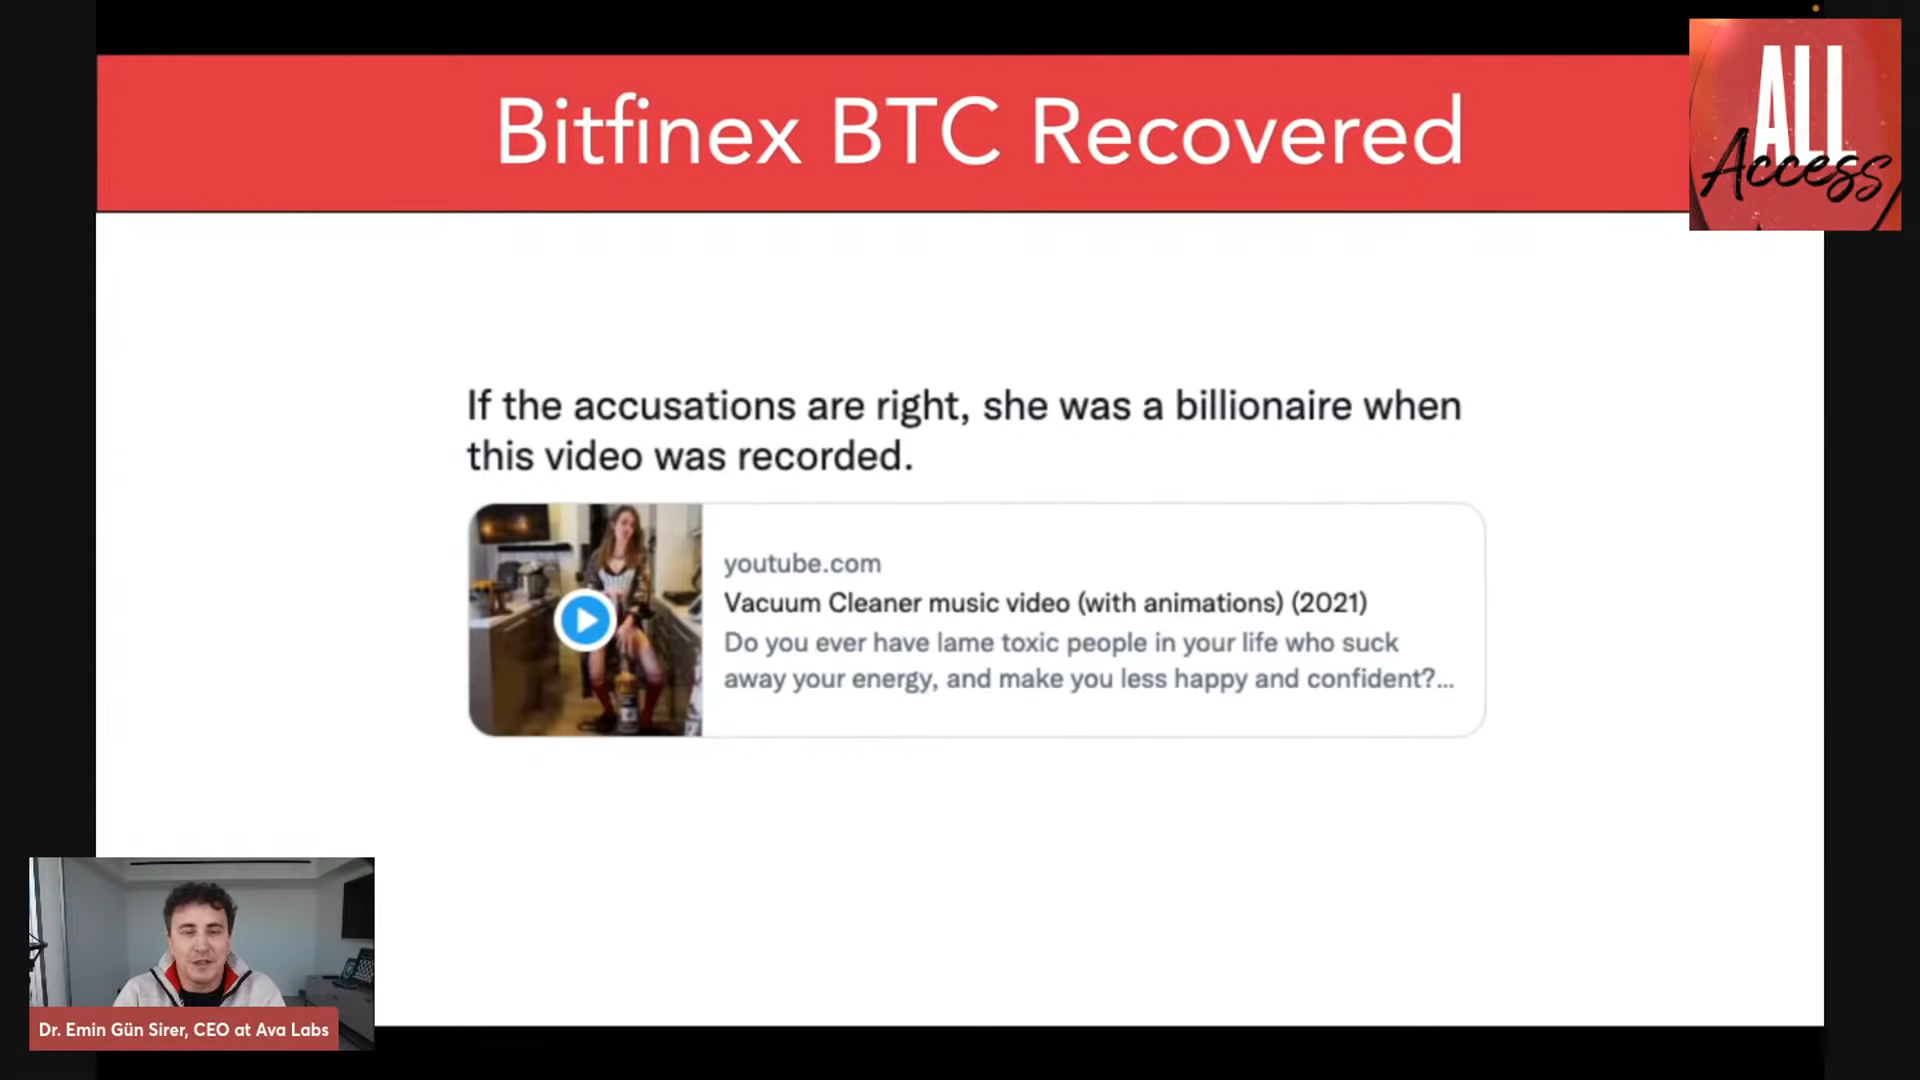 Bitfinex BTC Recovered
ALL
Access
If the accusations are right, she was a billionaire when
this video was recorded.
youtube.com
Vacuum Cleaner music video (with animations) (2021)
Do you ever have lame toxic people in your life who suck
away your energy, and make you less happy and confident?...
Dr. Emin Gün Sirer, CEO at Ava Labs